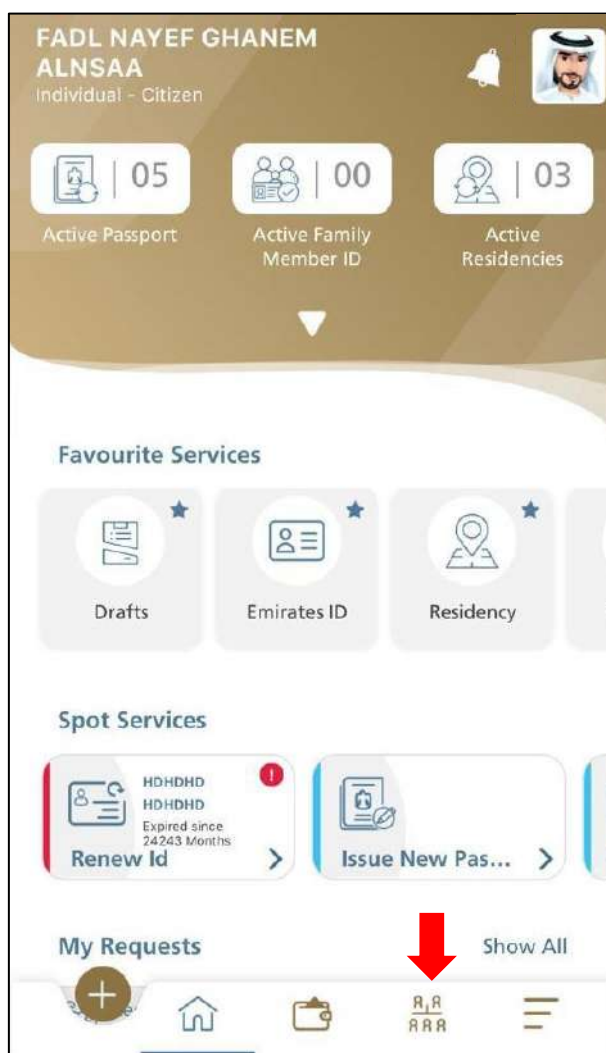 FADL NAYEF GHANEM
ALNSAA
Individual - Citizen
05
00
03
Active Passport
Active Family
Member ID
Active
Residencies
Favourite Services
Drafts
Emirates ID
Residency
Spot Services
HDHDHD
HDHDHD
Expired since
24243 Months
Renew Id
Issue New Pas...
My Requests
Show All